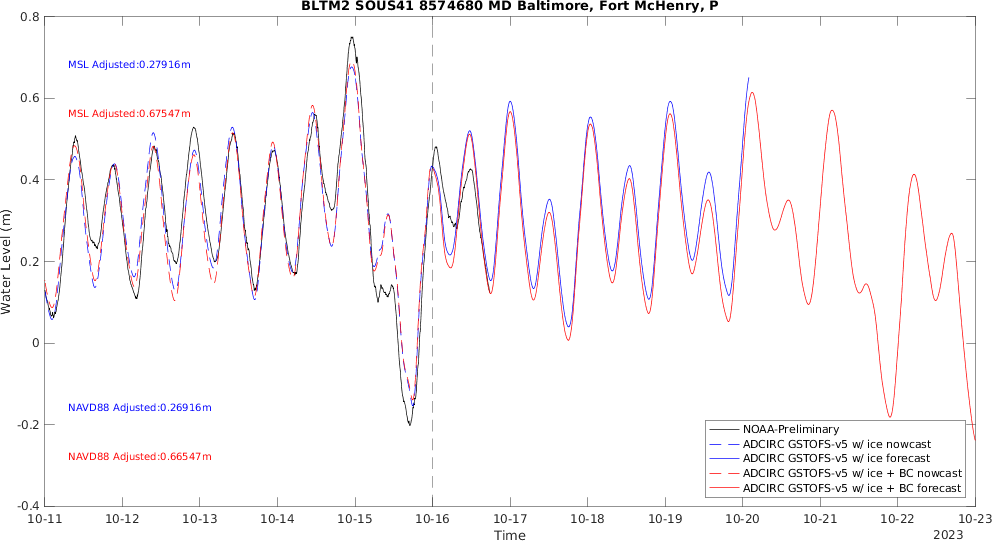 BLTM2 SOUS41 8574680 MD Baltimore, Fort McHenry, P
0.8
0.6
0.4
0.2
0
-0.2
-0.4
Water Level (m)
MSL Adjusted:0.27916m
MSL Adjusted:0.67547m
NAVD88 Adjusted:0.26916m
NAVD88 Adjusted:0.66547m
NOAA-Preliminary
ADCIRC GSTOFS-v5 w/ ice nowcast
ADCIRC GSTOFS-v5 w/ ice forecast
ADCIRC GSTOFS-v5 w/ ice + BC nowcast
ADCIRC GSTOFS-v5 w/ ice + BC forecast
10-11 10-12 10-13 10-14 10-15 10-16 10-17 10-18 10-19 10-20 10-21 10-22 10-23
Time
2023